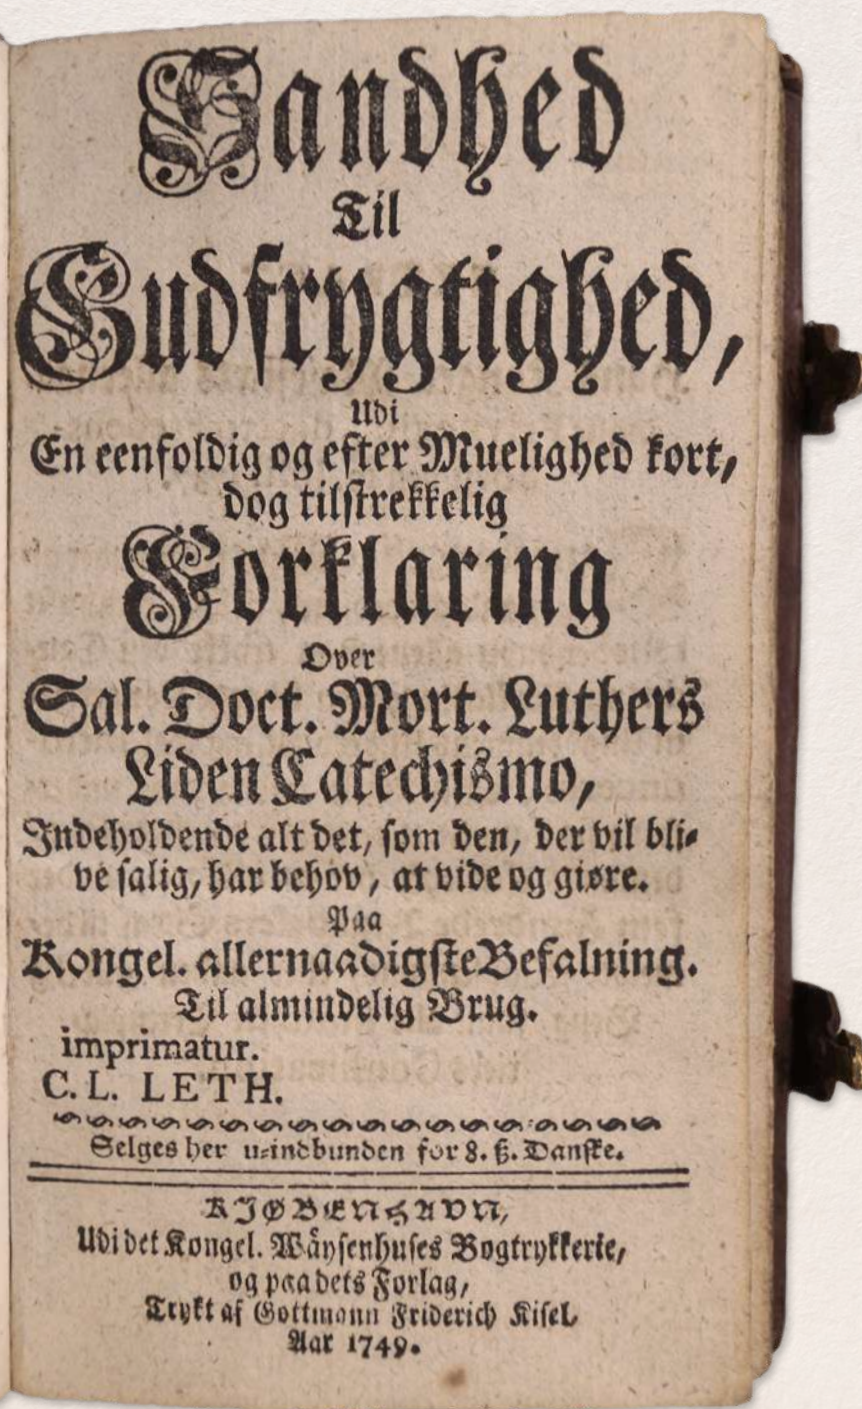 Sandhed
Til
Gudfrygtighed,
Udi
En eenfoldig og efter Muelighed kort,
dog tilstrekkelig
Forklaring
Over
Sal. Doct. Mort. Luthers
Liden Catechismo,
Indeholdende alt det, som den, der vil bli-
ve salig, har behov, at vide og giøre.
Paa
Kongel. allernaadigste Befalning.
Til almindelig Brug.
imprimatur.
C. L. LETH.
Selges her u-indbunden for 8. ß. Danske.
KJØBENHAVN,
Udi det Kongel. Wäysenhuses Bogtrykkerie,
og paa dets Forlag,
Trykt af Gottmann Friderich Kisel
Aar 1749.